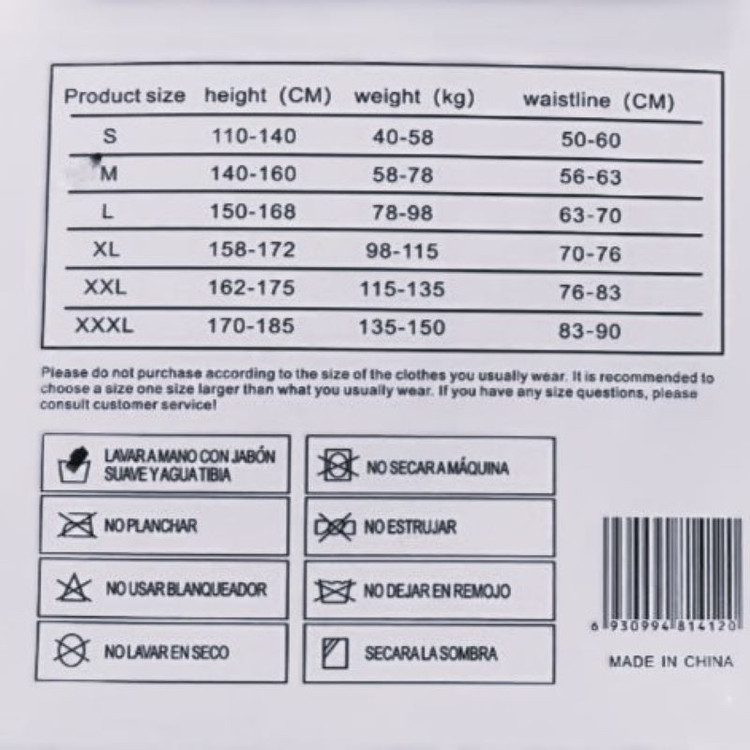 Product size height (CM) weight (kg) waistline (CM)
S 110-140 40-58 50-60
M 140-160 58-78 56-63
L 150-168 78-98 63-70
XL 158-172 98-115 70-76
XXL 162-175 115-135 76-83
XXXL 170-185 135-150 83-90
Please do not purchase according to the size of the clothes you usually wear. It is recommended to
choose a size one size larger than what you usually wear. If you have any size questions, please
consult customer service!
LAVAR A MANO CON JABÓN
SUAVE Y AGUA TIBIA
NO SECAR A MÁQUINA
NO PLANCHAR
NO ESTRUJAR
NO USAR BLANQUEADOR
NO DEJAR EN REMOJO
NO LAVAR EN SECO
SECAR A LA SOMBRA
6 930994 814120
MADE IN CHINA